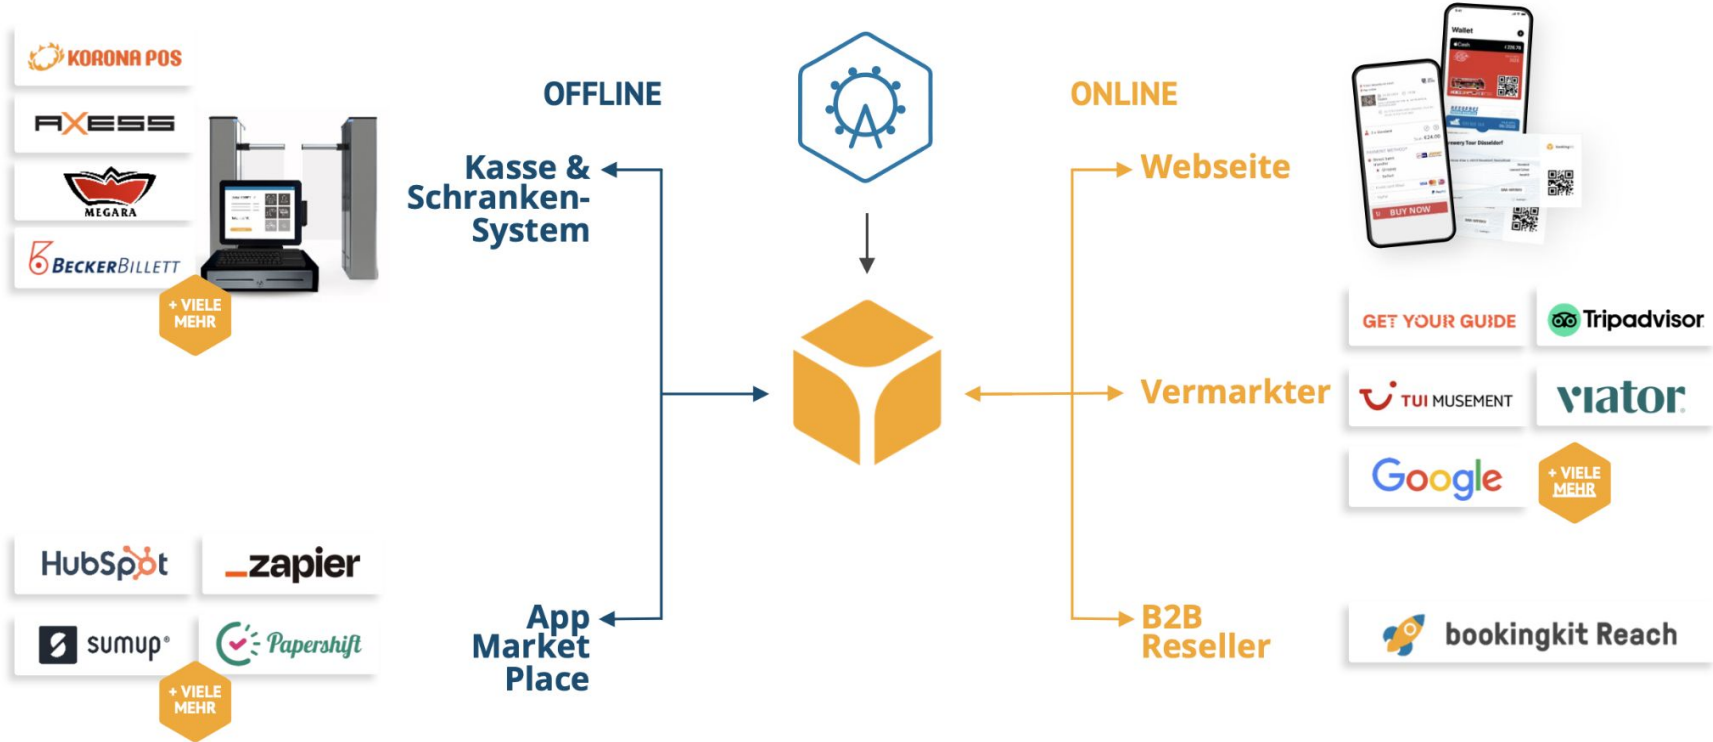 KORONA POS
AXESS
MEGARA
BECKERBILLETT
+ VIELE
MEHR
OFFLINE
Kasse &
Schranken-
System
HubSpot
zapier
sumup®
Papershift
+ VIELE
MEHR
App
Market
Place
ONLINE
Webseite
Wallet
Cash
BUY NOW
Vermarkter
GET YOUR GUIDE
Tripadvisor
TUI MUSEMENT
viator®
Google
+ VIELE
MEHR
B2B
Reseller
bookingkit Reach